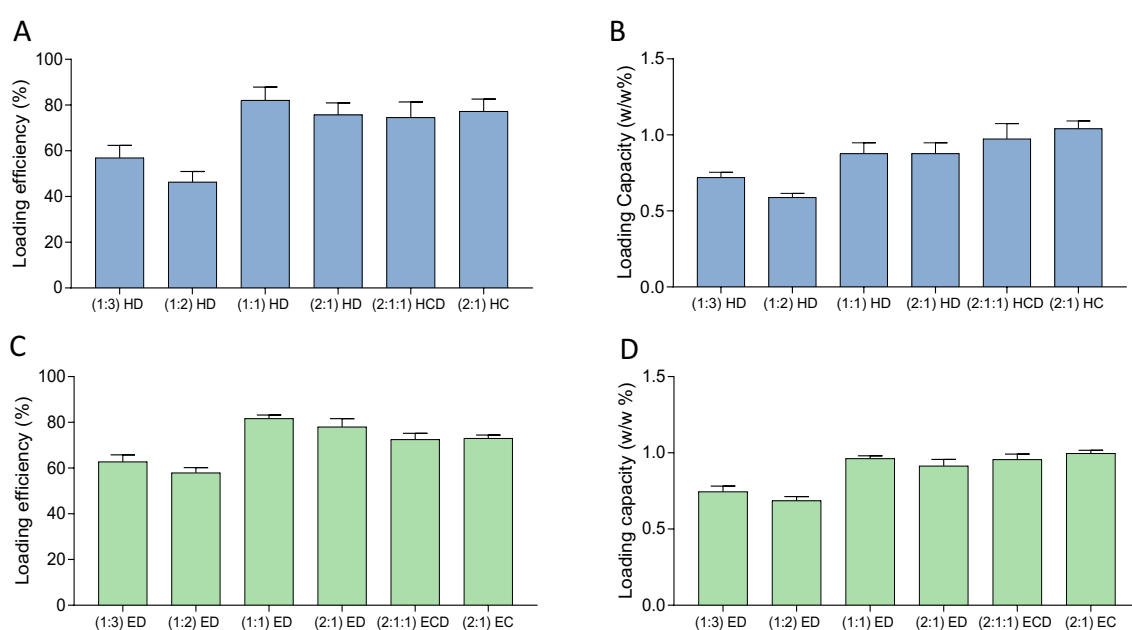 A
Loading efficiency (%)
100
80
60
40
20
0
(1:3) HD
(1:2) HD
(1:1) HD
(2:1) HD
(2:1:1) HCD
(2:1) HC
B
Loading Capacity (w/w%)
1.5
1.0
0.5
0.0
(1:3) HD
(1:2) HD
(1:1) HD
(2:1) HD
(2:1:1) HCD
(2:1) HC
C
Loading efficiency (%)
100
80
60
40
20
0
(1:3) ED
(1:2) ED
(1:1) ED
(2:1) ED
(2:1:1) ECD
(2:1) EC
D
Loading capacity (w/w %)
1.5
1.0
0.5
0.0
(1:3) ED
(1:2) ED
(1:1) ED
(2:1) ED
(2:1:1) ECD
(2:1) EC